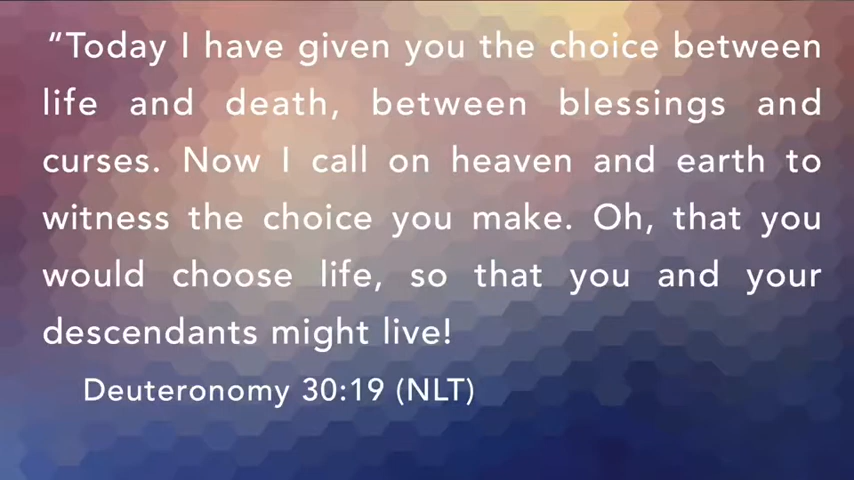 “Today I have given you the choice between
life and death, between blessings and
curses. Now I call on heaven and earth to
witness the choice you make. Oh, that you
would choose life, so that you and your
descendants might live!
Deuteronomy 30:19 (NLT)